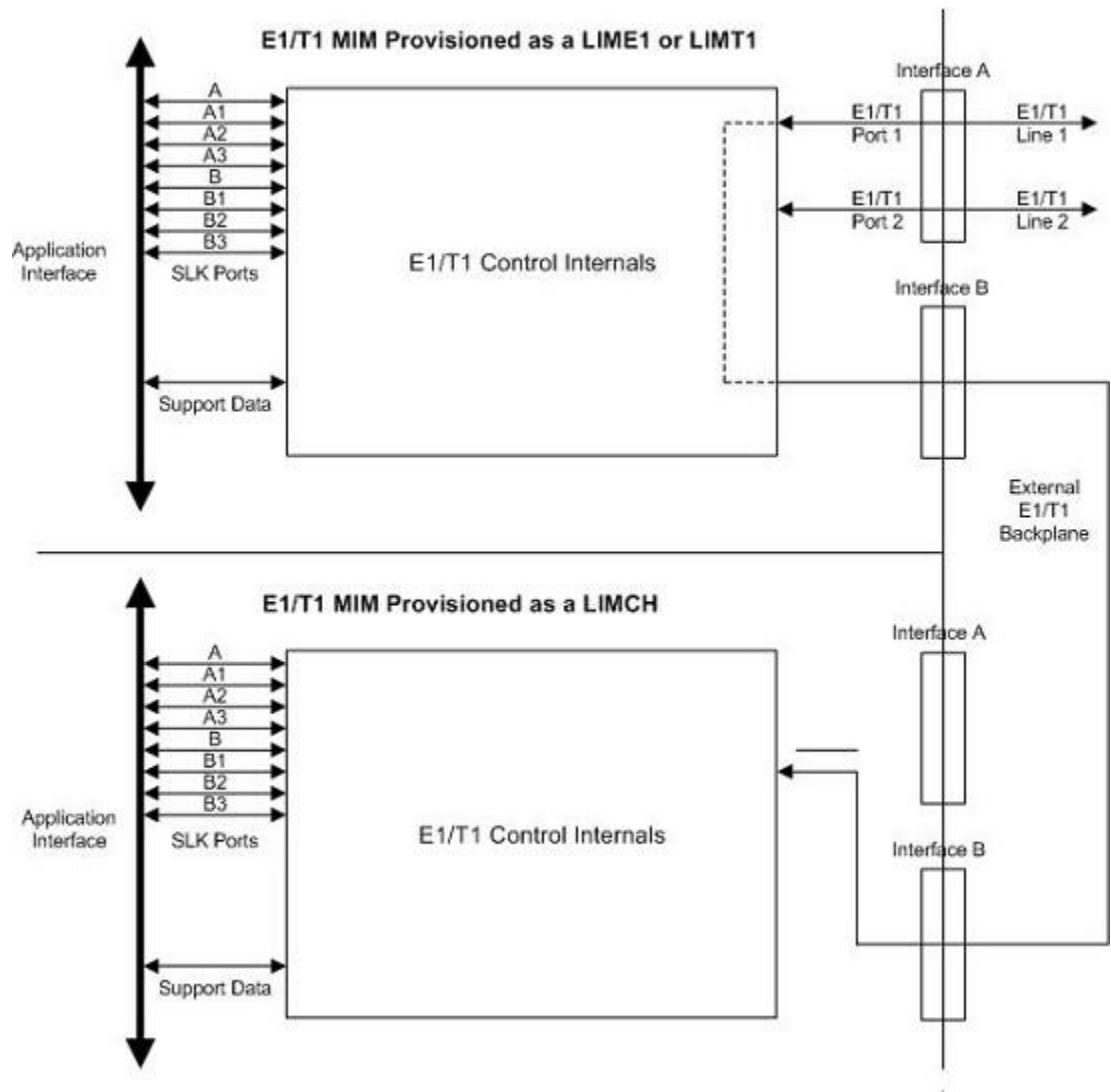 E1/T1 MIM Provisioned as a LIME1 or LIMT1
Interface A
A
A1
A2
A3
B
B1
B2
B3
SLK Ports
Application
Interface
Support Data
E1/T1 Control Internals
E1/T1
Port 1
E1/T1
Line 1
E1/T1
Port 2
E1/T1
Line 2
Interface B
External
E1/T1
Backplane
E1/T1 MIM Provisioned as a LIMCH
A
A1
A2
A3
B
B1
B2
B3
SLK Ports
Application
Interface
Support Data
E1/T1 Control Internals
Interface A
Interface B